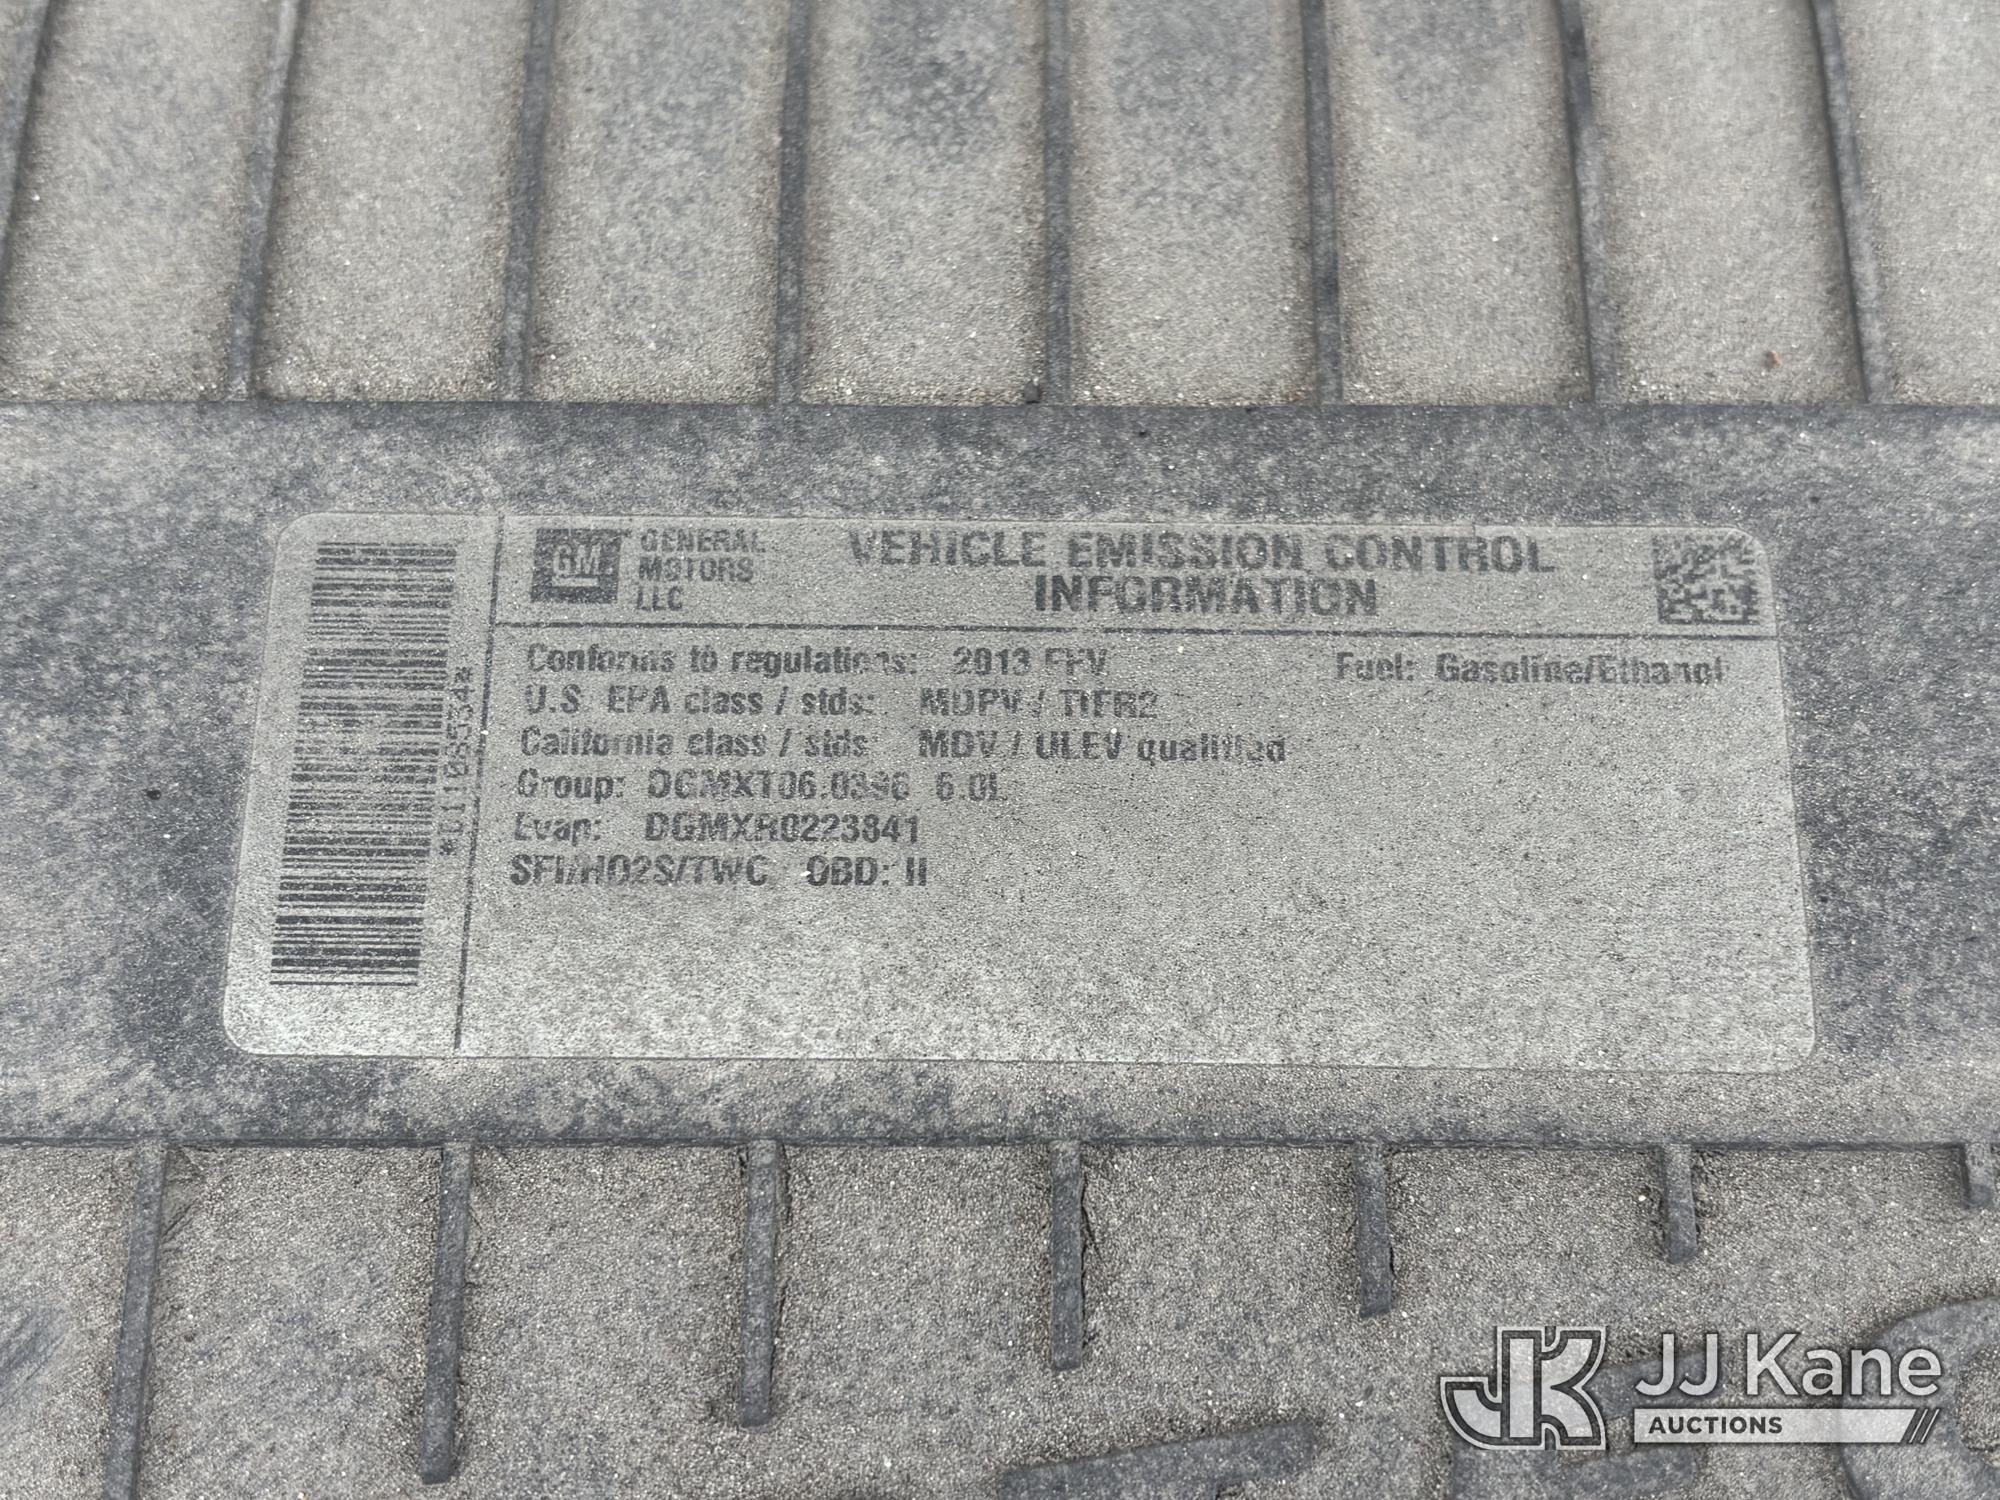 GM
GENERAL
MOTORS
LLC
VEHICLE EMISSION CONTROL
INFORMATION
Conforms to regulations: 2013 FFV Fuel: Gasoline/Ethanol
U.S. EPA class / stds: MDPV / TIER2
California class / stds: MDV / ULEV qualified
Group: DGMXT06.0396 6.0L
Evap: DGMXR0223841
SFI/HO2S/TWC OBD: II
JK
JJ Kane
AUCTIONS